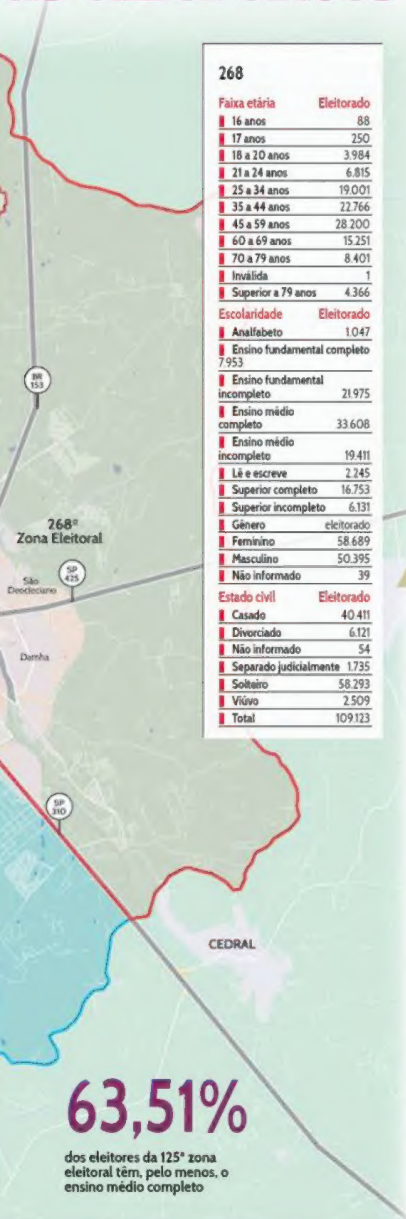 268
Faixa etária Eleitorado
16 anos 88
17 anos 250
18 a 20 anos 3.984
21 a 24 anos 6.815
25 a 34 anos 19.001
35 a 44 anos 22.766
45 a 59 anos 28.200
60 a 69 anos 15.251
70 a 79 anos 8.401
Inválida 1
Superior a 79 anos 4.366
Escolaridade Eleitorado
Analfabeto 1.047
Ensino fundamental completo
7.953
Ensino fundamental
incompleto 21.975
Ensino médio
completo 33.608
Ensino médio
incompleto 19.411
Lê e escreve 2.245
Superior completo 16.753
Superior incompleto 6.131
Gênero eleitorado
Feminino 58.689
Masculino 50.395
Não informado 39
Estado civil Eleitorado
Casado 40.411
Divorciado 6.121
Não informado 54
Separado judicialmente 1.735
Solteiro 58.293
Viúvo 2.509
Total 109.123
BR
153
268ª
Zona Eleitoral
SP
425
São
Deocleciano
Damha
SP
310
CEDRAL
63,51%
dos eleitores da 125ª zona
eleitoral têm, pelo menos, o
ensino médio completo